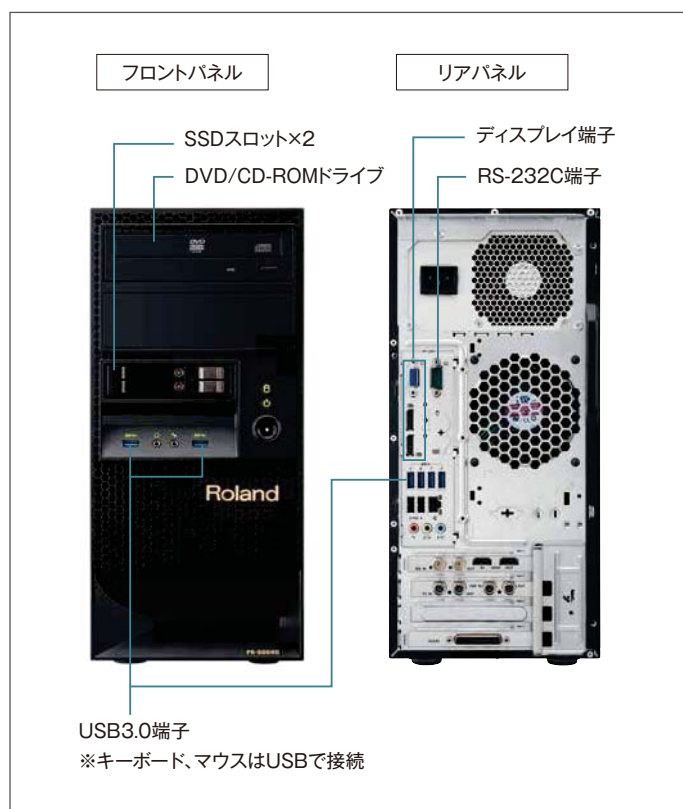 フロントパネル
リアパネル
SSDスロット×2
DVD/CD-ROMドライブ
ディスプレイ端子
RS-232C端子
DVD
Roland
USB3.0端子
※キーボード、マウスはUSBで接続